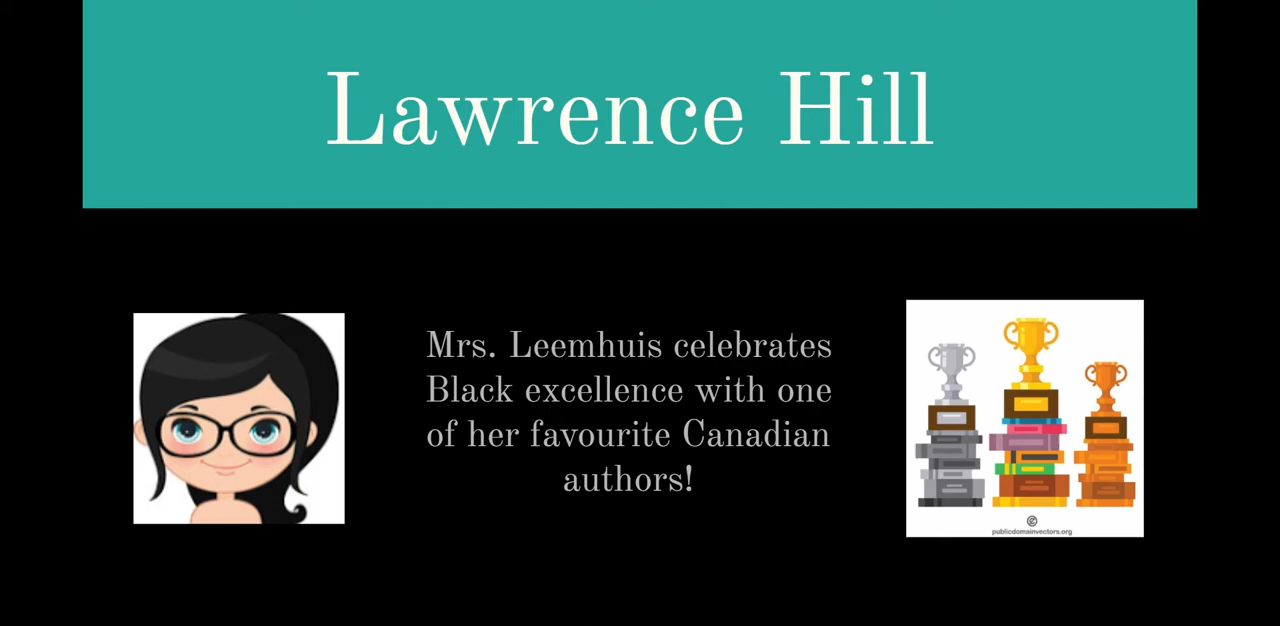 Lawrence Hill
Mrs. Leemhuis celebrates
Black excellence with one
of her favourite Canadian
authors!
publicdomainvectors.org